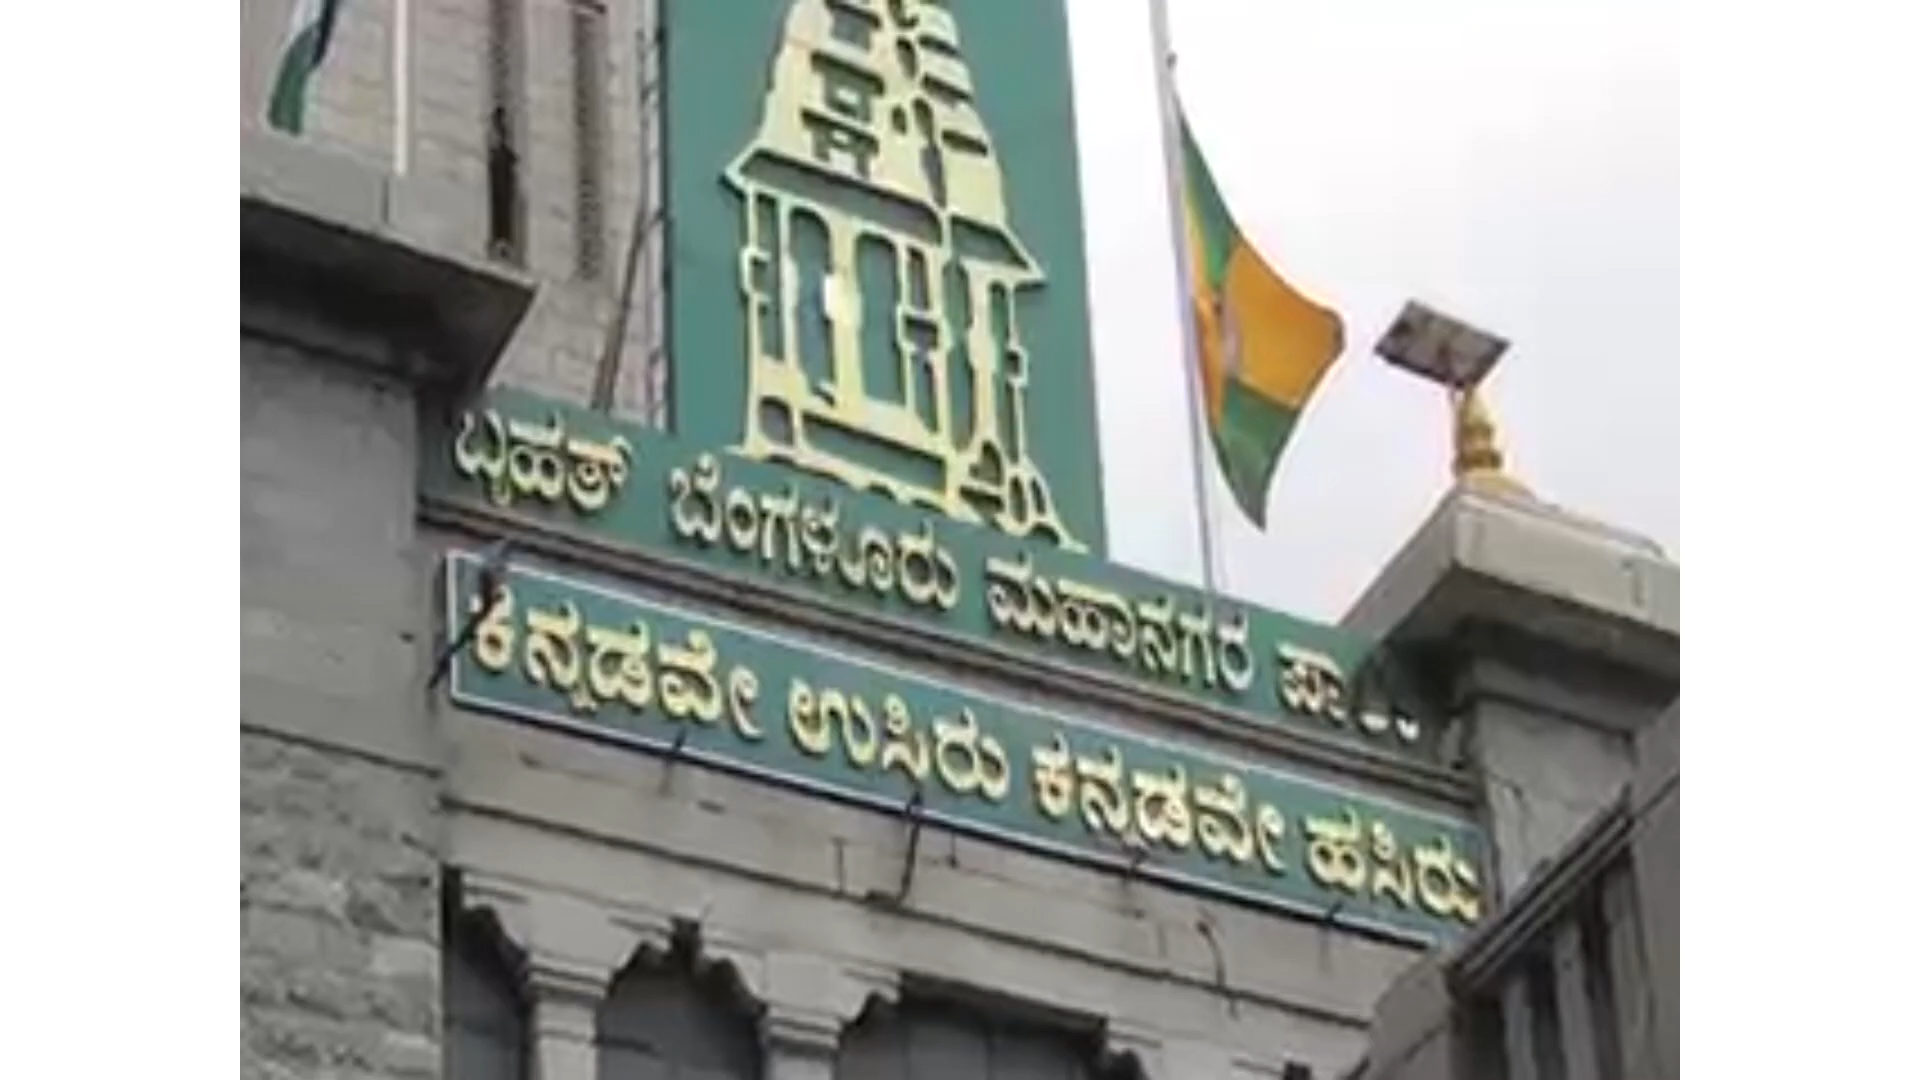 ಬೃಹತ್ ಬೆಂಗಳೂರು ಮಹಾನಗರ
ಕನ್ನಡವೇ ಉಸಿರು ಕನ್ನಡವೇ ಹಸಿರು